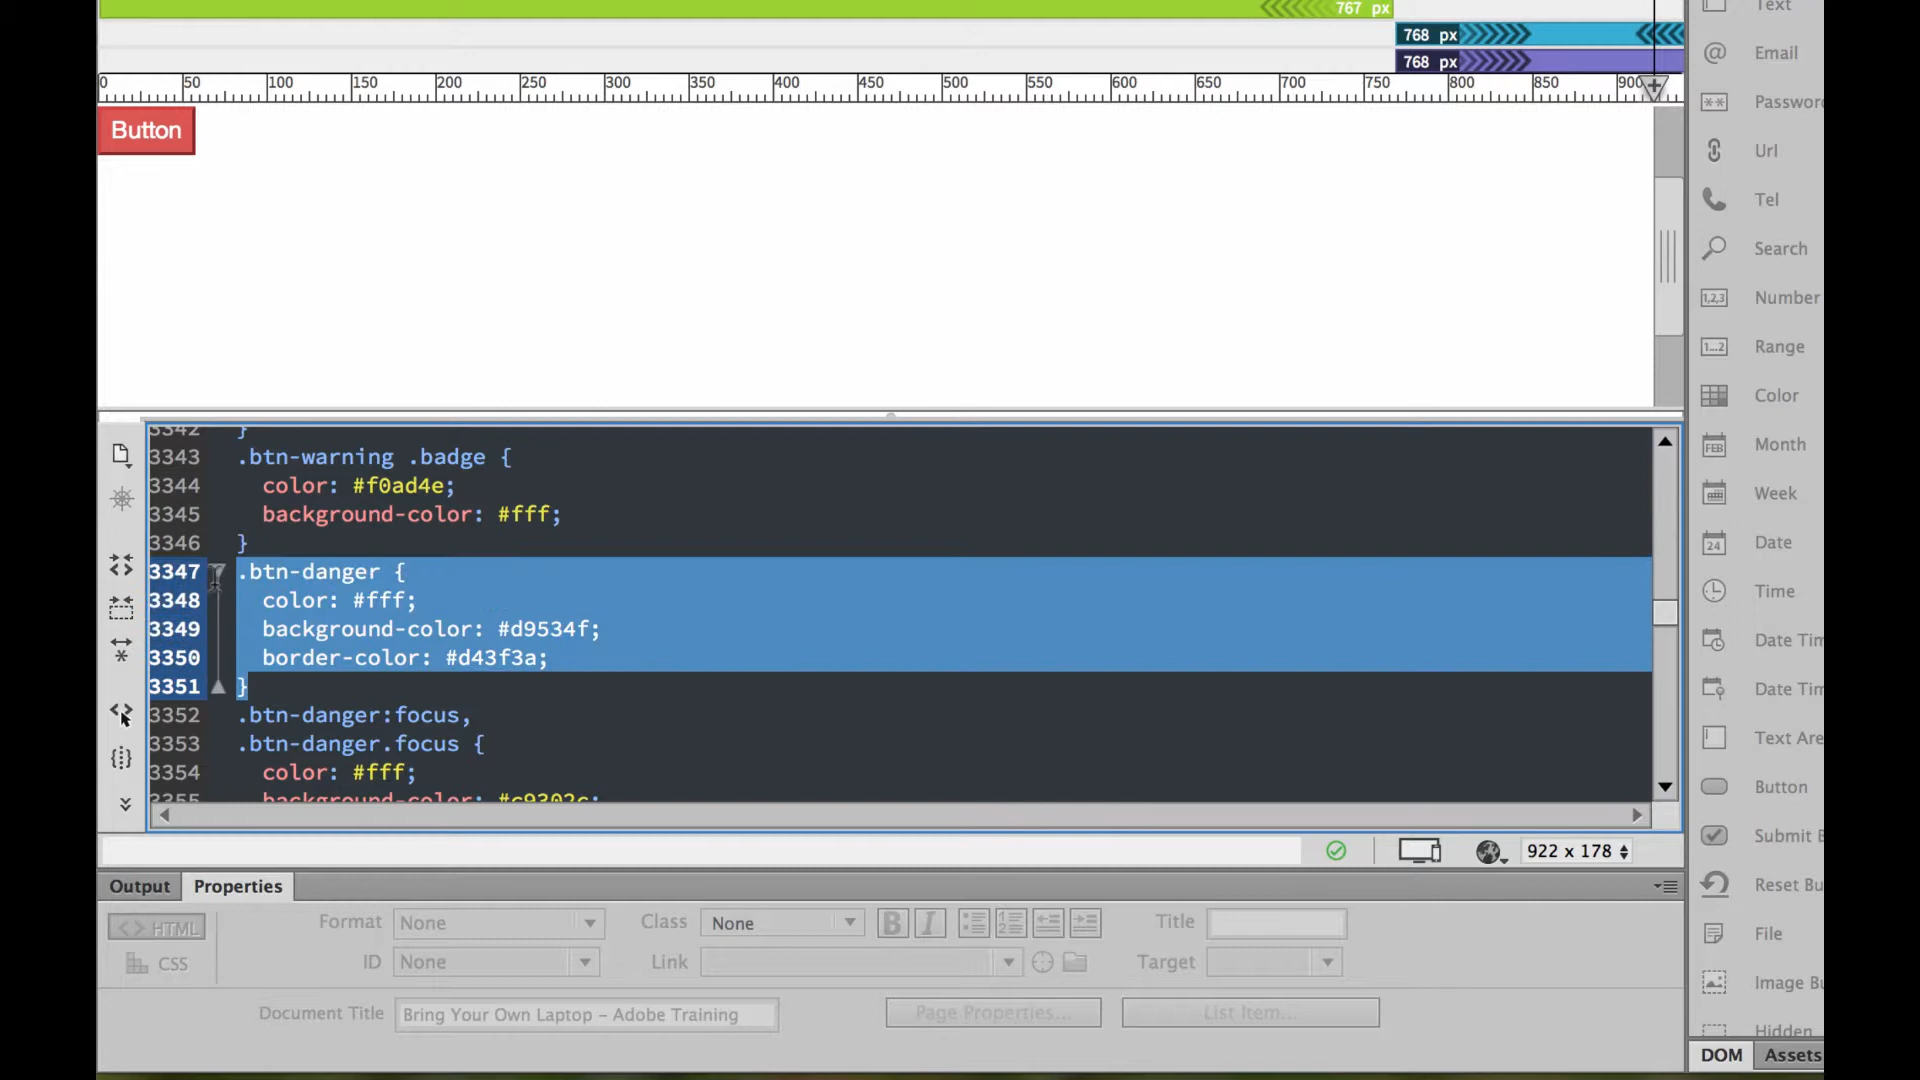 767 px
Text
768 px
Email
768 px
0 50 100 150 200 250 300 350 400 450 500 550 600 650 700 750 800 850 900
Password
Button
Url
Tel
Search
Number
Range
Color
Month
Week
Date
Time
Date Tim
Date Tim
Text Are
Button
Submit B
Reset Bu
File
Image Bu
Hidden
3342 }
3343 .btn-warning .badge {
3344 color: #f0ad4e;
3345 background-color: #fff;
3346 }
3347 .btn-danger {
3348 color: #fff;
3349 background-color: #d9534f;
3350 border-color: #d43f3a;
3351 }
3352 .btn-danger:focus,
3353 .btn-danger.focus {
3354 color: #fff;
3355 background-color: #c9302c;
922 x 178
Output Properties
HTML Format None Class None B I Title
CSS ID None Link Target
Document Title Bring Your Own Laptop – Adobe Training Page Properties... List Item...
DOM Assets